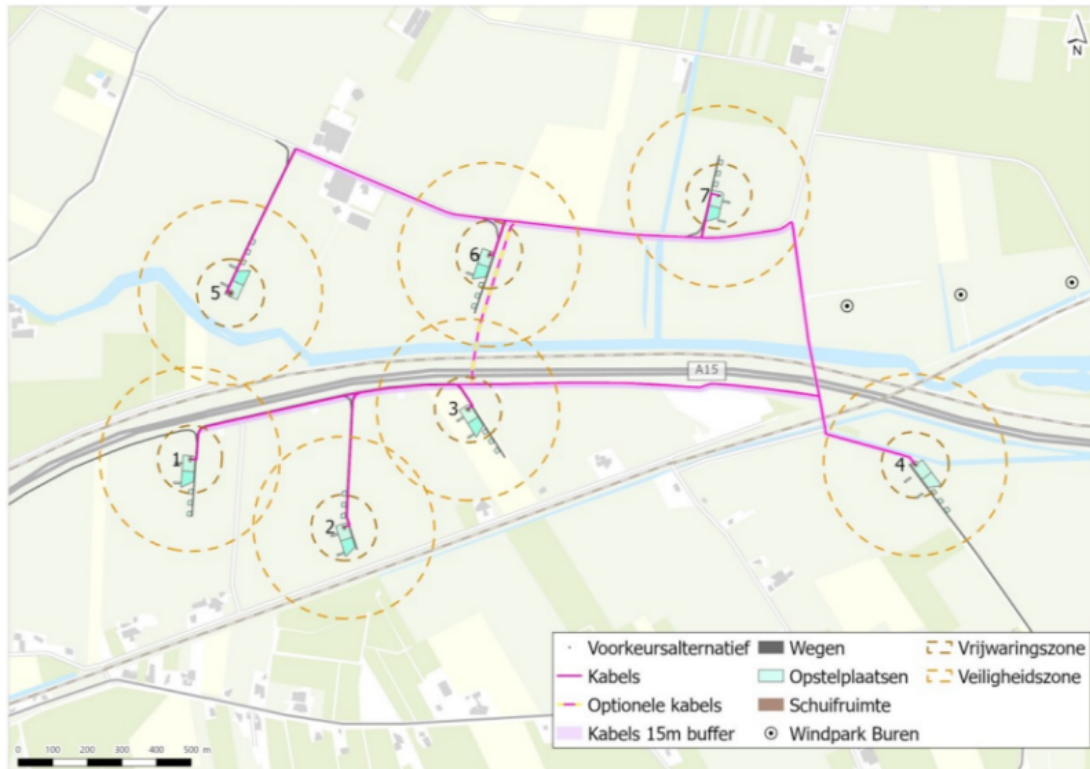 N
7
6
5
A15
3
1
4
2
Voorkeursalternatief
Kabels
Optionele kabels
Kabels 15m buffer
Wegen
Opstelplaatsen
Schuifruimte
Windpark Buren
Vrijwaringszone
Veiligheidszone
0 100 200 300 400 500 m